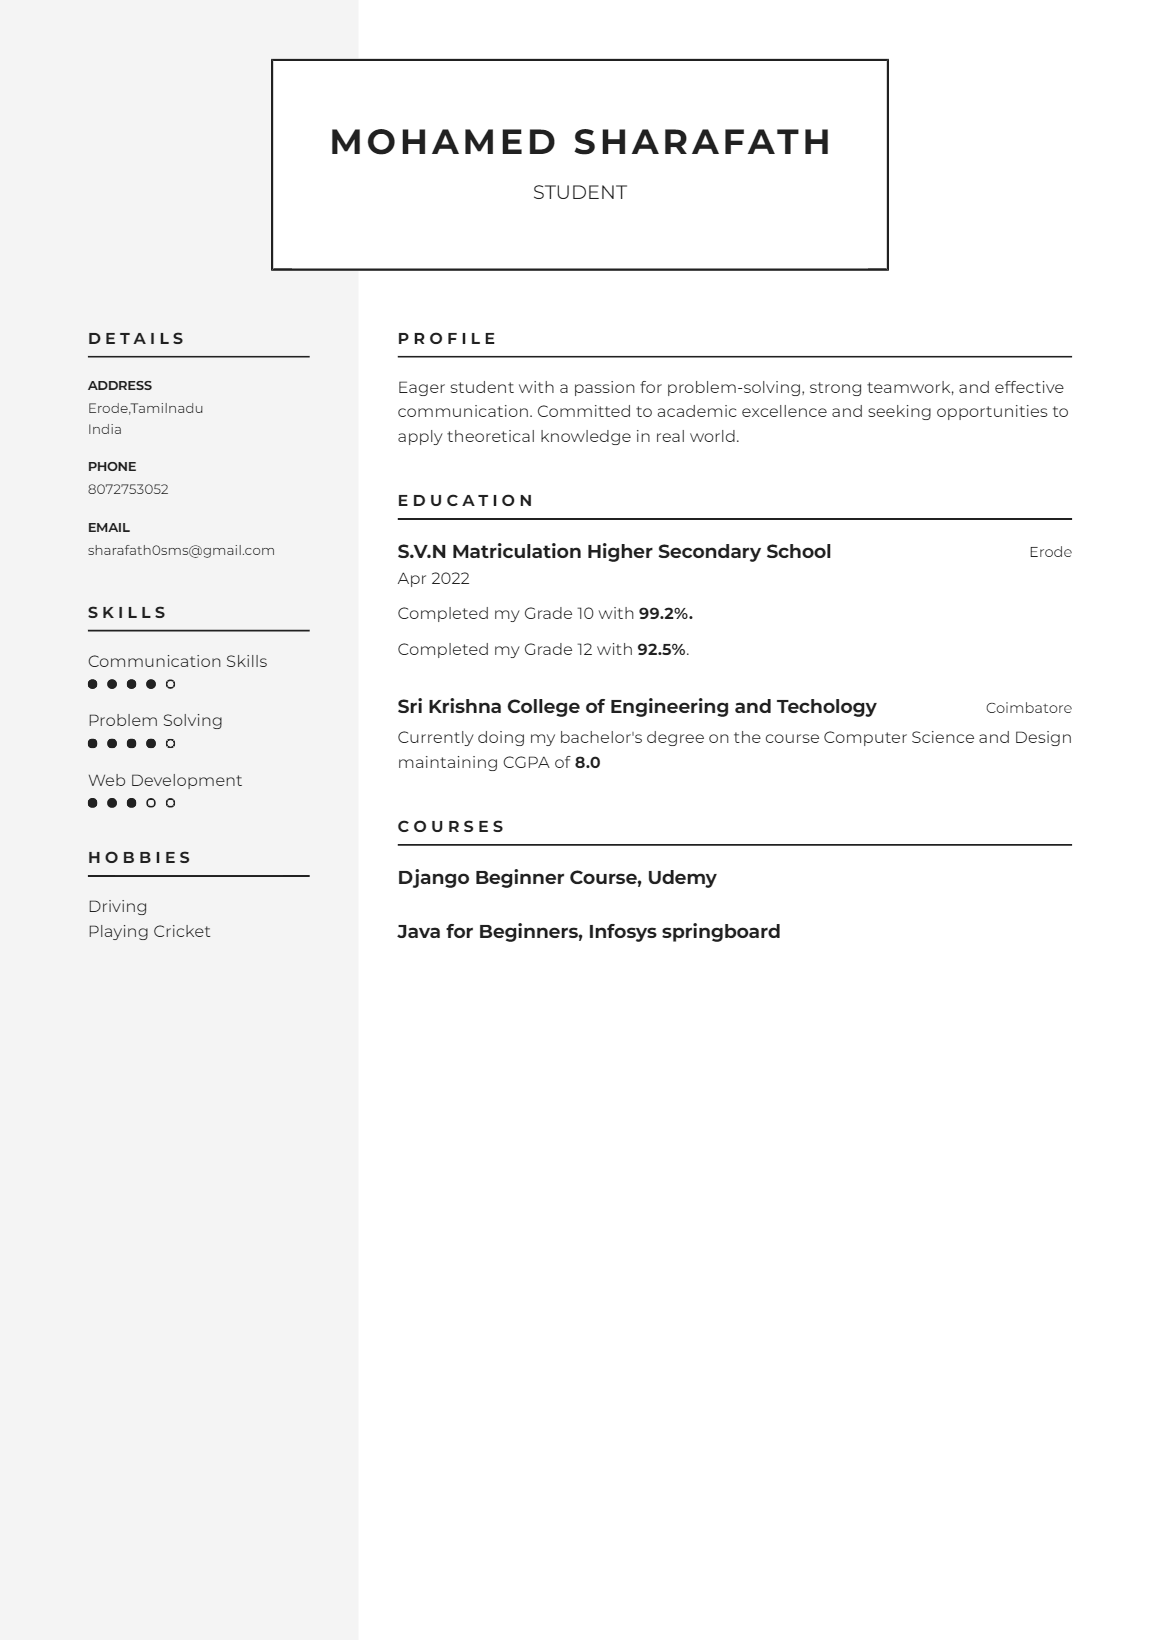 MOHAMED SHARAFATH
STUDENT
DETAILS
ADDRESS
Erode,Tamilnadu
India
PHONE
8072753052
EMAIL
sharafath0sms@gmail.com
SKILLS
Communication Skills
Problem Solving
Web Development
HOBBIES
Driving
Playing Cricket
PROFILE
Eager student with a passion for problem-solving, strong teamwork, and effective
communication. Committed to academic excellence and seeking opportunities to
apply theoretical knowledge in real world.
EDUCATION
S.V.N Matriculation Higher Secondary School Erode
Apr 2022
Completed my Grade 10 with 99.2%.
Completed my Grade 12 with 92.5%.
Sri Krishna College of Engineering and Techology Coimbatore
Currently doing my bachelor's degree on the course Computer Science and Design
maintaining CGPA of 8.0
COURSES
Django Beginner Course, Udemy
Java for Beginners, Infosys springboard